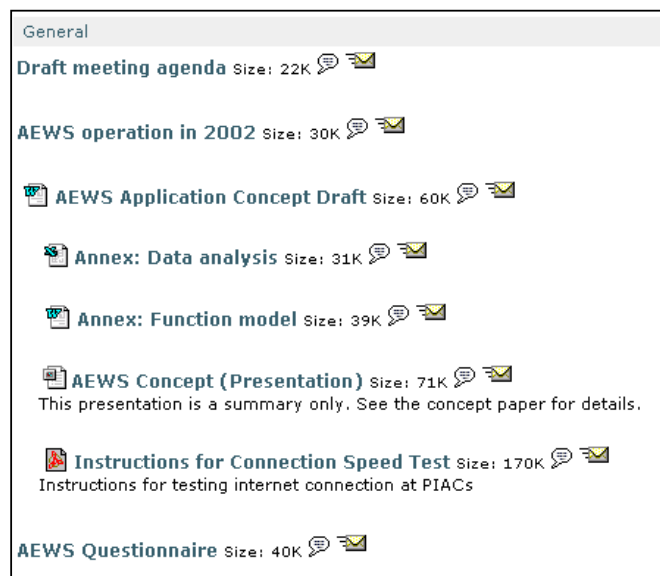 General
Draft meeting agenda Size: 22K
AEWS operation in 2002 Size: 30K
AEWS Application Concept Draft Size: 60K
Annex: Data analysis Size: 31K
Annex: Function model Size: 39K
AEWS Concept (Presentation) Size: 71K
This presentation is a summary only. See the concept paper for details.
Instructions for Connection Speed Test Size: 170K
Instructions for testing internet connection at PIACs
AEWS Questionnaire Size: 40K